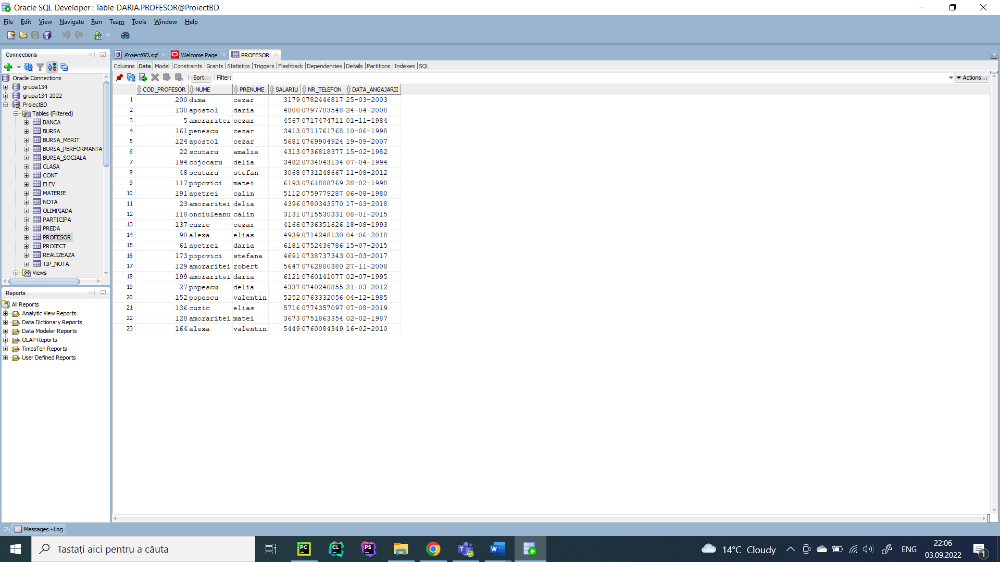 Oracle SQL Developer : Table DARIA.PROFESOR@ProiectBD
File Edit View Navigate Run Team Tools Window Help
Connections
Oracle Connections
grupa134
grupa134-2022
ProiectBD
Tables (Filtered)
BANCA
BURSA
BURSA_MERIT
BURSA_PERFORMANTA
BURSA_SOCIALA
CLASA
CONT
ELEV
MATERIE
NOTA
OLIMPIADA
PARTICIPA
PREDA
PROFESOR
PROIECT
REALIZEAZA
TIP_NOTA
Views
Reports
All Reports
Analytic View Reports
Data Dictionary Reports
Data Modeler Reports
OLAP Reports
TimesTen Reports
User Defined Reports
ProiectBD.sql Welcome Page PROFESOR
Columns Data Model Constraints Grants Statistics Triggers Flashback Dependencies Details Partitions Indexes SQL
Sort.. Filter: Actions...
COD_PROFESOR NUME PRENUME SALARIU NR_TELEFON DATA_ANGAJARII
1 200 dima cezar 3179 0782446817 25-03-2003
2 138 apostol daria 4800 0797783548 24-04-2008
3 5 amoraritei cezar 4567 0717474711 01-11-1984
4 161 penescu cezar 3413 0711761768 10-06-1998
5 124 apostol cezar 5681 0769904924 19-09-2007
6 22 scutaru amalia 4313 0736818377 15-02-1982
7 194 cojocaru delia 3482 0734043134 07-04-1994
8 48 scutaru stefan 3068 0731248667 11-08-2012
9 117 popovici matei 6193 0761888769 28-02-1998
10 191 apetrei calin 5112 0759779287 06-08-1980
11 23 amoraritei delia 4396 0780343570 17-03-2018
12 118 onciuleanu calin 3131 0715530331 08-01-2015
13 137 cuzic cezar 4166 0736351626 18-08-1993
14 90 alexa elias 4939 0714248130 04-06-2018
15 61 apetrei daria 6181 0752436786 15-07-2015
16 173 popovici stefana 4691 0738737343 01-03-2017
17 129 amoraritei robert 5647 0762800380 27-11-2008
18 199 amoraritei daria 6121 0760141077 02-07-1995
19 27 popescu delia 4337 0740240855 21-03-2012
20 152 popescu valentin 5252 0763332056 04-12-1985
21 136 cuzic elias 5716 0774357097 07-08-2019
22 128 amoraritei matei 3673 0751863354 02-02-1987
23 164 alexa valentin 5449 0760084349 16-02-2010
Messages - Log
Tastați aici pentru a căuta
PC CL PS T W
14°C Cloudy ENG
22:06
03.09.2022
1